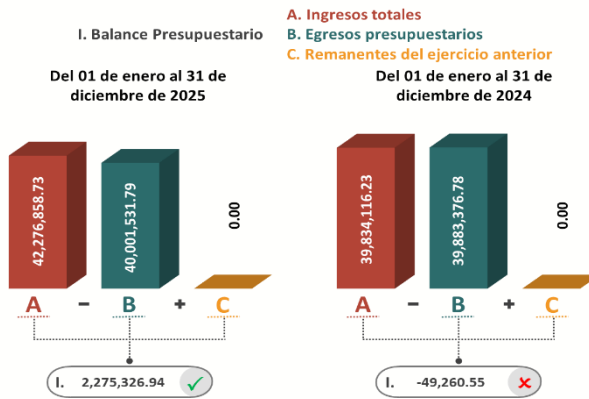 I. Balance Presupuestario
A. Ingresos totales
B. Egresos presupuestarios
C. Remanentes del ejercicio anterior
Del 01 de enero al 31 de
diciembre de 2025
42,276,858.73
40,001,531.79
0.00
A – B + C
I. 2,275,326.94
Del 01 de enero al 31 de
diciembre de 2024
39,834,116.23
39,883,376.78
0.00
A – B + C
I. -49,260.55